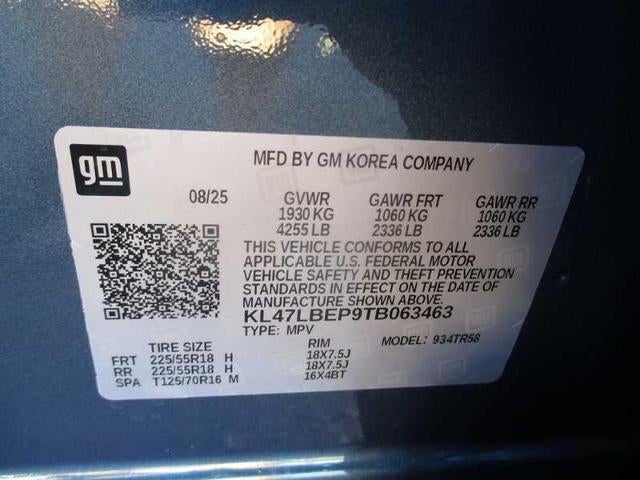 gm
MFD BY GM KOREA COMPANY
08/25 GVWR GAWR FRT GAWR RR
1930 KG 1060 KG 1060 KG
4255 LB 2336 LB 2336 LB
THIS VEHICLE CONFORMS TO ALL
APPLICABLE U.S. FEDERAL MOTOR
VEHICLE SAFETY AND THEFT PREVENTION
STANDARDS IN EFFECT ON THE DATE OF
MANUFACTURE SHOWN ABOVE.
KL47LBEP9TB063463
TYPE: MPV MODEL: 934TR58
TIRE SIZE RIM
FRT 225/55R18 H 18X7.5J
RR 225/55R18 H 18X7.5J
SPA T125/70R16 M 16X4BT